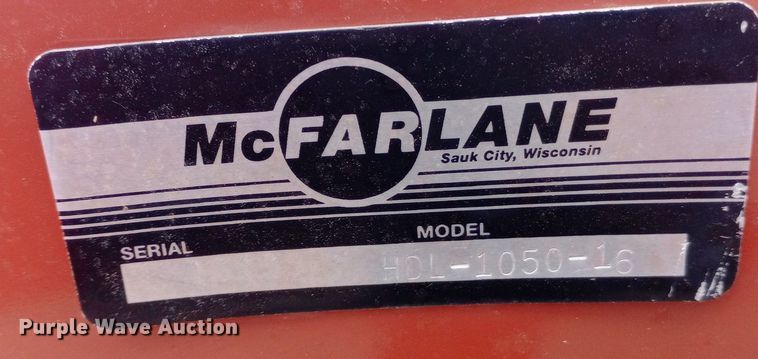 McFARLANE
Sauk City, Wisconsin
MODEL
SERIAL
HDL-1050-16
Purple Wave Auction